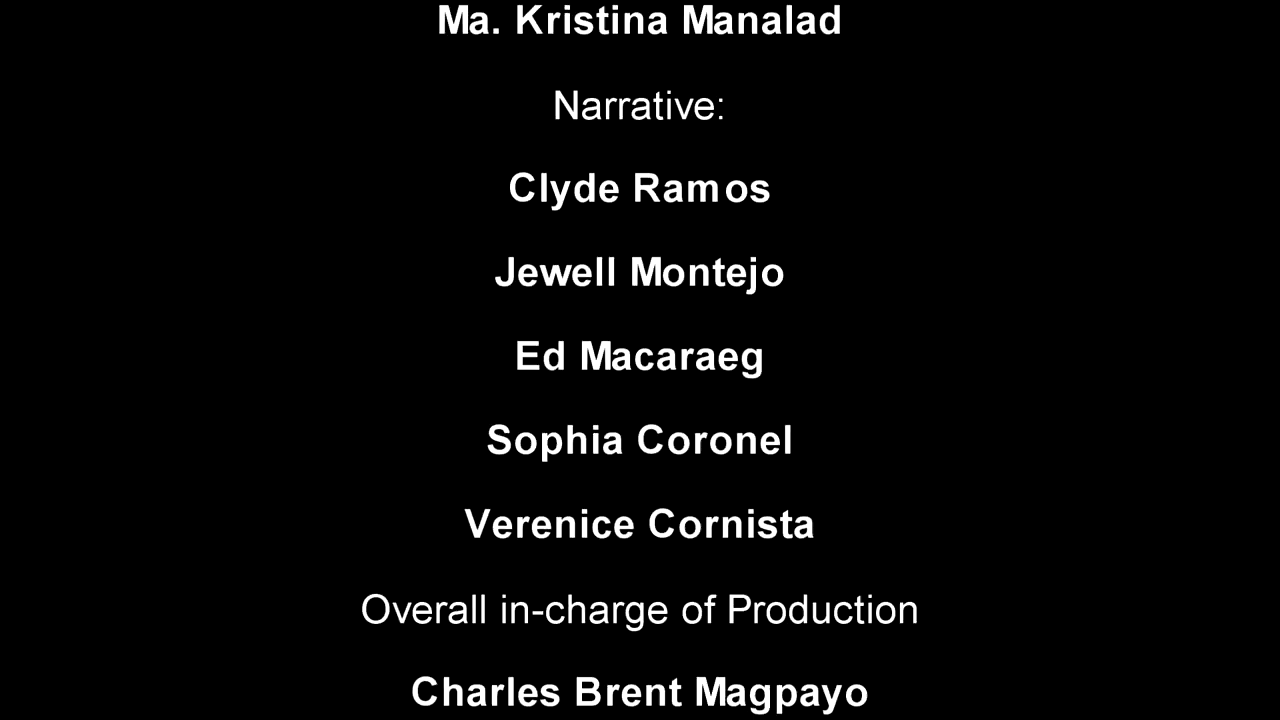 Ma. Kristina Manalad
Narrative:
Clyde Ramos
Jewell Montejo
Ed Macaraeg
Sophia Coronel
Verenice Cornista
Overall in-charge of Production
Charles Brent Magpayo